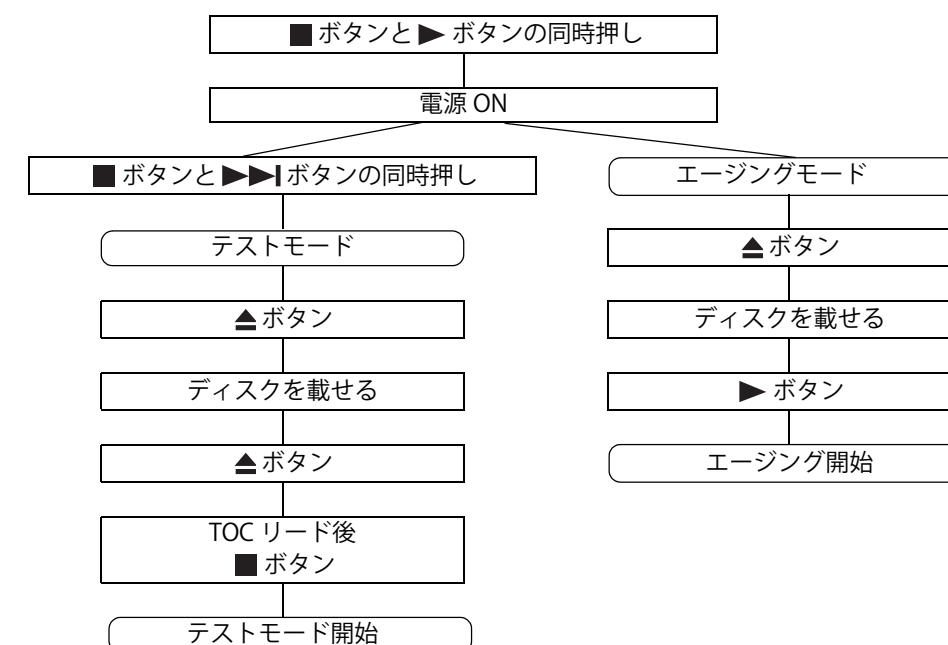 ■ ボタンと ▶ ボタンの同時押し
電源 ON
■ ボタンと ▶▶I ボタンの同時押し
テストモード
⏏ ボタン
ディスクを載せる
⏏ ボタン
TOC リード後
■ ボタン
テストモード開始
エージングモード
⏏ ボタン
ディスクを載せる
▶ ボタン
エージング開始